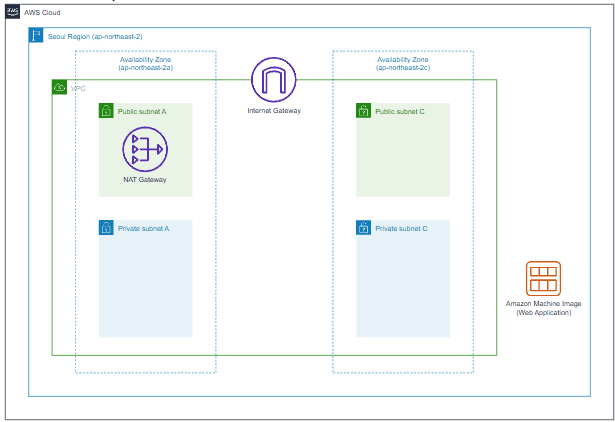 aws AWS Cloud
Seoul Region (ap-northeast-2)
Availability Zone
(ap-northeast-2a)
Availability Zone
(ap-northeast-2c)
VPC
Internet Gateway
Public subnet A
Public subnet C
NAT Gateway
Private subnet A
Private subnet C
Amazon Machine Image
(Web Application)